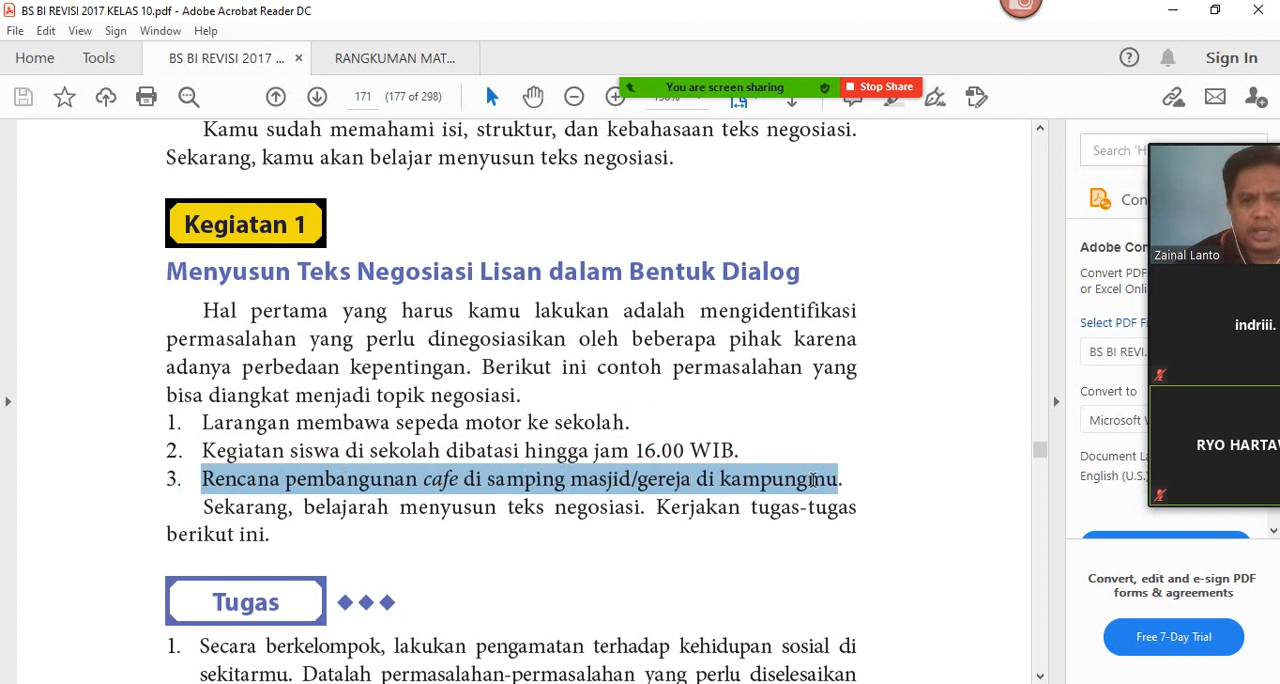 BS BI REVISI 2017 KELAS 10.pdf - Adobe Acrobat Reader DC
File Edit View Sign Window Help
Home Tools BS BI REVISI 2017 ... × RANGKUMAN MAT...
Sign In
171 (177 of 298)
You are screen sharing Stop Share
Kamu sudah memahami isi, struktur, dan kebahasaan teks negosiasi.
Sekarang, kamu akan belajar menyusun teks negosiasi.
Kegiatan 1
Menyusun Teks Negosiasi Lisan dalam Bentuk Dialog
Hal pertama yang harus kamu lakukan adalah mengidentifikasi
permasalahan yang perlu dinegosiasikan oleh beberapa pihak karena
adanya perbedaan kepentingan. Berikut ini contoh permasalahan yang
bisa diangkat menjadi topik negosiasi.
1. Larangan membawa sepeda motor ke sekolah.
2. Kegiatan siswa di sekolah dibatasi hingga jam 16.00 WIB.
3. Rencana pembangunan cafe di samping masjid/gereja di kampungmu.
Sekarang, belajarah menyusun teks negosiasi. Kerjakan tugas-tugas
berikut ini.
Tugas
1. Secara berkelompok, lakukan pengamatan terhadap kehidupan sosial di
sekitarmu. Datalah permasalahan-permasalahan yang perlu diselesaikan
Search 'H
Con
Adobe Con
Convert PDF
or Excel Onli
Select PDF F
BS BI REVI.
Convert to
Microsoft
Document L
English (U.S.
Zainal Lanto
indriii.
RYO HARTA
Convert, edit and e-sign PDF
forms & agreements
Free 7-Day Trial